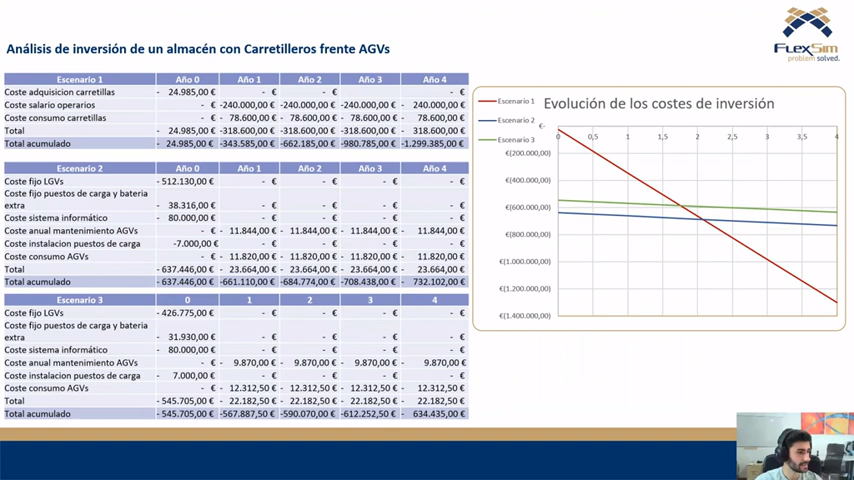 FlexSim
problem solved.
Análisis de inversión de un almacén con Carretilleros frente AGVs
Escenario 1 Año 0 Año 1 Año 2 Año 3 Año 4
Coste adquisicion carretillas - 24.985,00 € - € - € - € - €
Coste salario operarios - € -240.000,00 € -240.000,00 € -240.000,00 € - 240.000,00 €
Coste consumo carretillas - € - 78.600,00 € - 78.600,00 € - 78.600,00 € - 78.600,00 €
Total - 24.985,00 € -318.600,00 € -318.600,00 € -318.600,00 € - 318.600,00 €
Total acumulado - 24.985,00 € -343.585,00 € -662.185,00 € -980.785,00 € -1.299.385,00 €
Escenario 2 Año 0 Año 1 Año 2 Año 3 Año 4
Coste fijo LGVs - 512.130,00 € - € - € - € - €
Coste fijo puestos de carga y bateria
extra - 38.316,00 € - € - € - € - €
Coste sistema informático - 80.000,00 € - € - € - € - €
Coste anual mantenimiento AGVs - € - 11.844,00 € - 11.844,00 € - 11.844,00 € - 11.844,00 €
Coste instalacion puestos de carga -7.000,00 € - € - € - € - €
Coste consumo AGVs - € - 11.820,00 € - 11.820,00 € - 11.820,00 € - 11.820,00 €
Total - 637.446,00 € - 23.664,00 € - 23.664,00 € - 23.664,00 € - 23.664,00 €
Total acumulado - 637.446,00 € -661.110,00 € -684.774,00 € -708.438,00 € - 732.102,00 €
Escenario 3 0 1 2 3 4
Coste fijo LGVs - 426.775,00 € - € - € - € - €
Coste fijo puestos de carga y bateria
extra - 31.930,00 € - € - € - € - €
Coste sistema informático - 80.000,00 € - € - € - € - €
Coste anual mantenimiento AGVs - € - 9.870,00 € - 9.870,00 € - 9.870,00 € - 9.870,00 €
Coste instalacion puestos de carga - 7.000,00 € - € - € - € - €
Coste consumo AGVs - € - 12.312,50 € - 12.312,50 € - 12.312,50 € - 12.312,50 €
Total - 545.705,00 € - 22.182,50 € - 22.182,50 € - 22.182,50 € - 22.182,50 €
Total acumulado - 545.705,00 € -567.887,50 € -590.070,00 € -612.252,50 € - 634.435,00 €
Evolución de los costes de inversión
Escenario 1
Escenario 2
Escenario 3
0 0,5 1 1,5 2 2,5 3 3,5 4
€-
€(200.000,00)
€(400.000,00)
€(600.000,00)
€(800.000,00)
€(1.000.000,00)
€(1.200.000,00)
€(1.400.000,00)